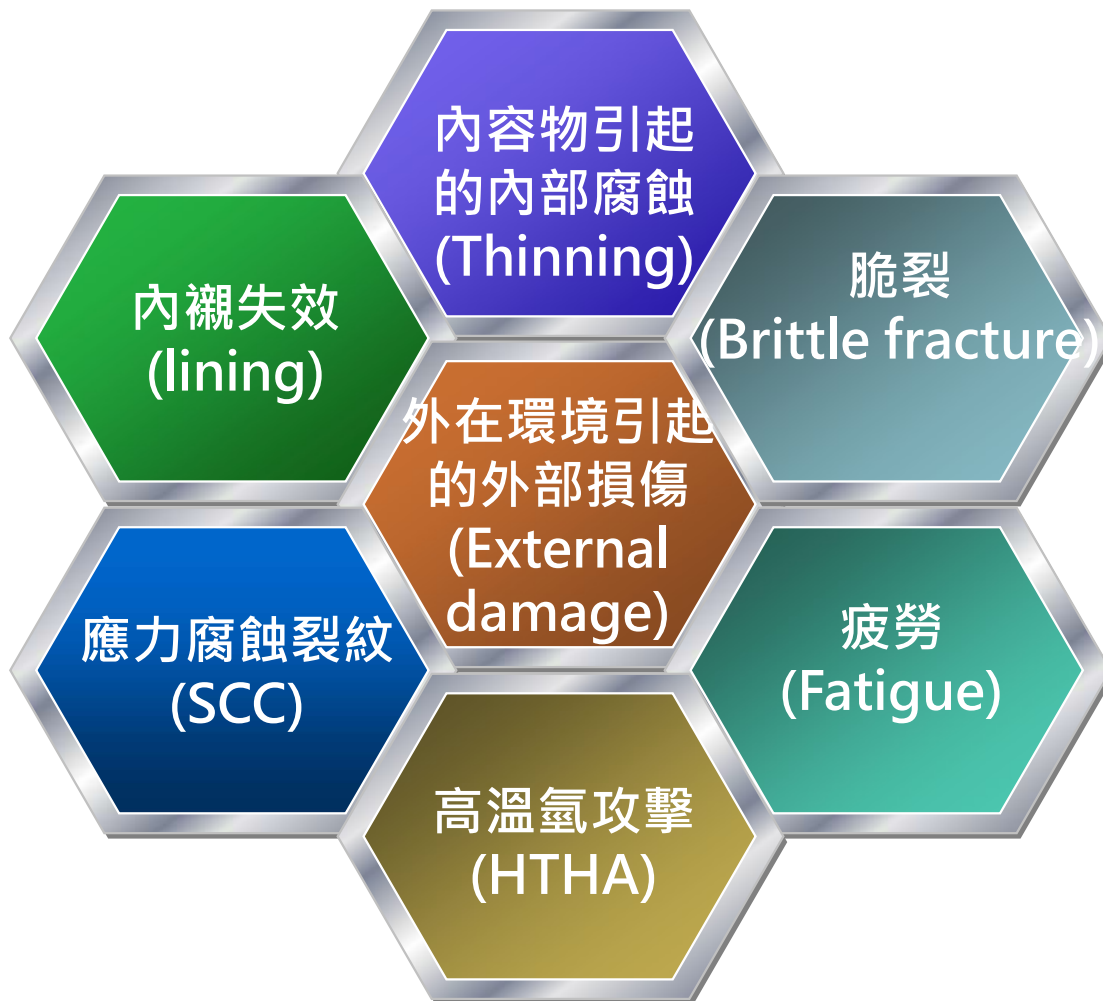 內容物引起
的內部腐蝕
(Thinning)
內襯失效
(lining)
脆裂
(Brittle fracture)
外在環境引起
的外部損傷
(External
damage)
應力腐蝕裂紋
(SCC)
疲勞
(Fatigue)
高溫氫攻擊
(HTHA)